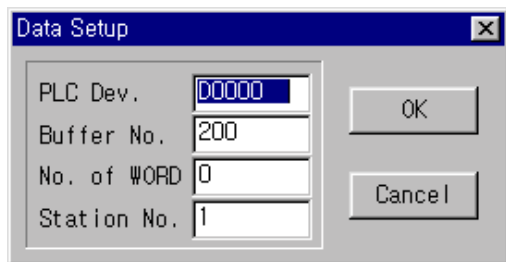 Data Setup
PLC Dev. D0000
Buffer No. 200
No. of WORD 0
Station No. 1
OK
Cancel